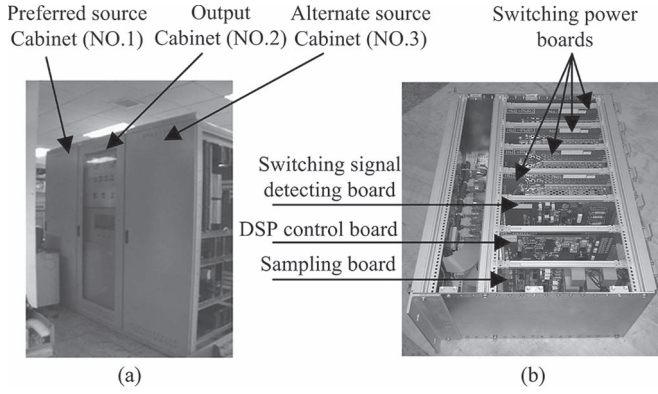 Preferred source
Cabinet (NO.1)
Output
Cabinet (NO.2)
Alternate source
Cabinet (NO.3)
Switching power
boards
Switching signal
detecting board
DSP control board
Sampling board
(a)
(b)